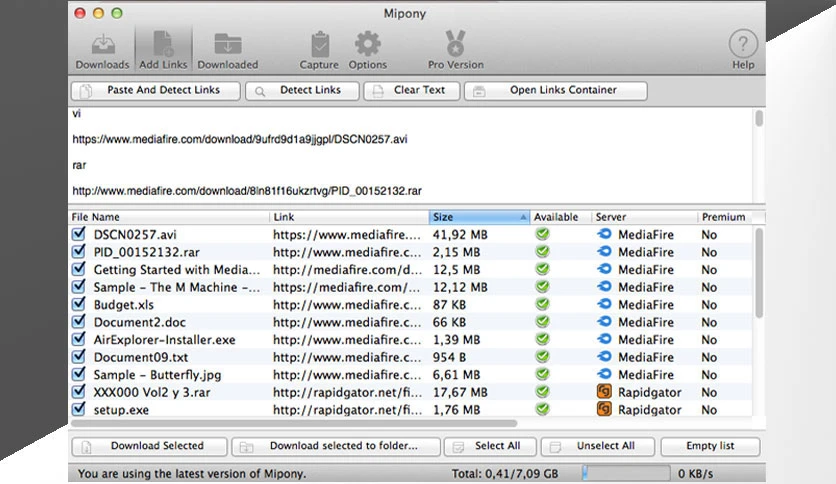 Mipony
Downloads Add Links Downloaded Capture Options Pro Version Help
Paste And Detect Links Detect Links Clear Text Open Links Container
vi
https://www.mediafire.com/download/9ufrd9d1a9jjgpl/DSCN0257.avi
rar
http://www.mediafire.com/download/8ln81f16ukzrtvg/PID_00152132.rar
File Name Link Size Available Server Premium
DSCN0257.avi https://www.mediafire.... 41,92 MB MediaFire No
PID_00152132.rar http://www.mediafire.c... 2,15 MB MediaFire No
Getting Started with Media... http://mediafire.com/d... 12,5 MB MediaFire No
Sample - The M Machine -... https://mediafire.com/... 12,12 MB MediaFire No
Budget.xls http://www.mediafire.c... 87 KB MediaFire No
Document2.doc http://www.mediafire.c... 66 KB MediaFire No
AirExplorer-Installer.exe http://www.mediafire.c... 1,39 MB MediaFire No
Document09.txt http://www.mediafire.c... 954 B MediaFire No
Sample - Butterfly.jpg http://www.mediafire.c... 6,61 MB MediaFire No
XXX000 Vol2 y 3.rar http://rapidgator.net/fi... 17,67 MB Rapidgator No
setup.exe http://rapidgator.net/fi... 1,76 MB Rapidgator No
Download Selected Download selected to folder... Select All Unselect All Empty list
You are using the latest version of Mipony. Total: 0,41/7,09 GB 0 KB/s